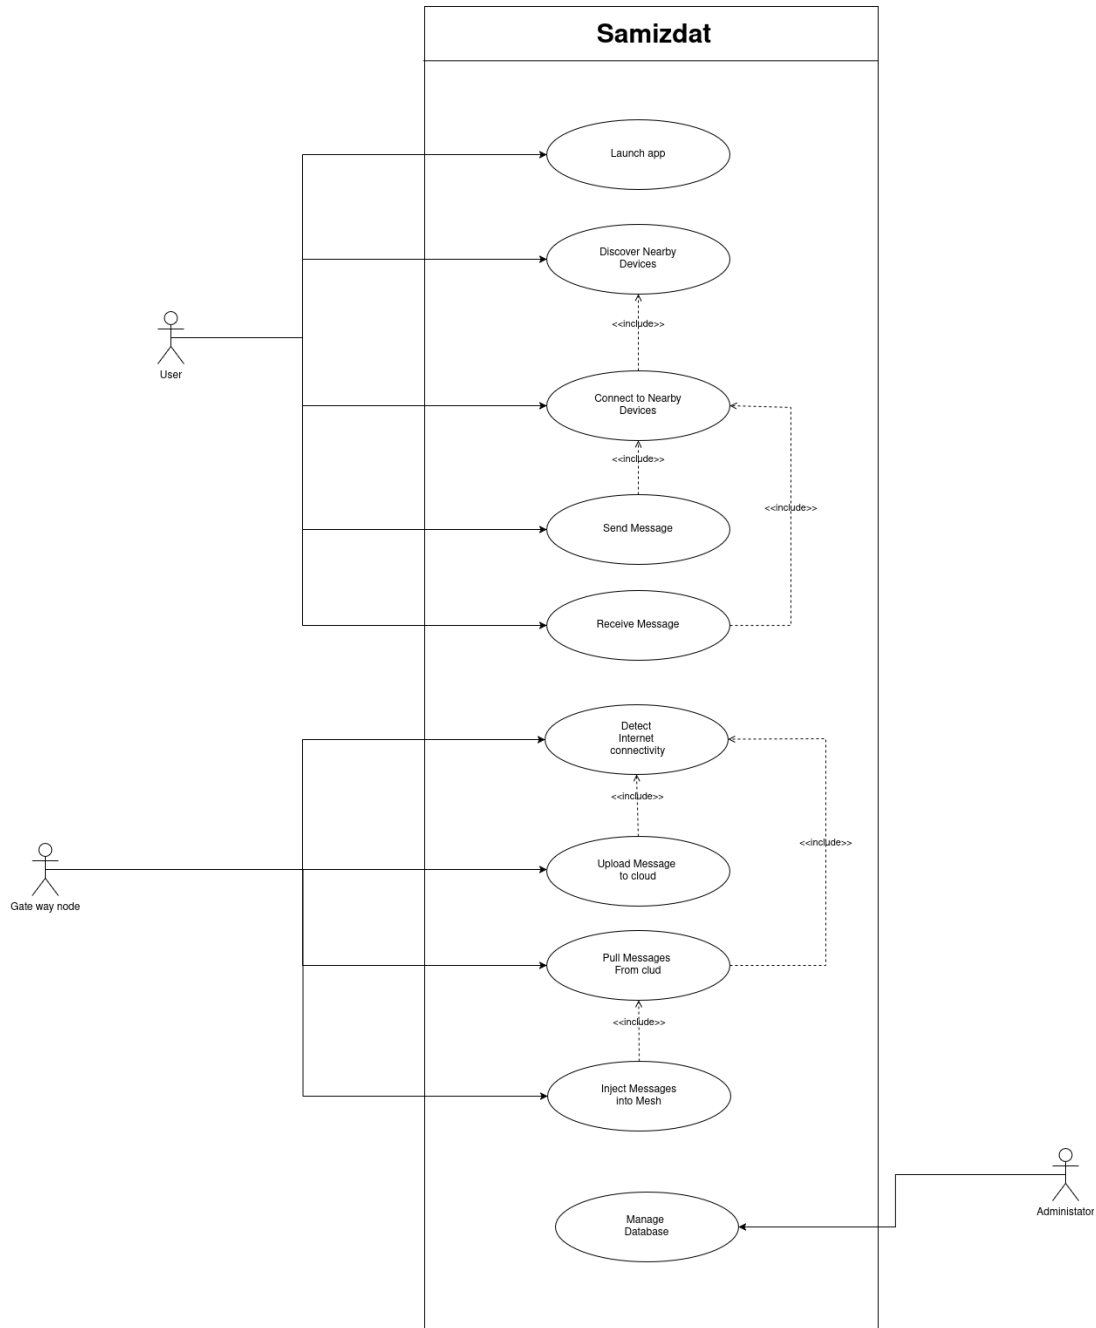 Samizdat
Launch app
Discover Nearby
Devices
<<include>>
User
Connect to Nearby
Devices
<<include>>
<<include>>
Send Message
Receive Message
Detect
Internet
connectivity
<<include>>
<<include>>
Upload Message
to cloud
Gate way node
Pull Messages
From clud
<<include>>
Inject Messages
into Mesh
Administator
Manage
Database